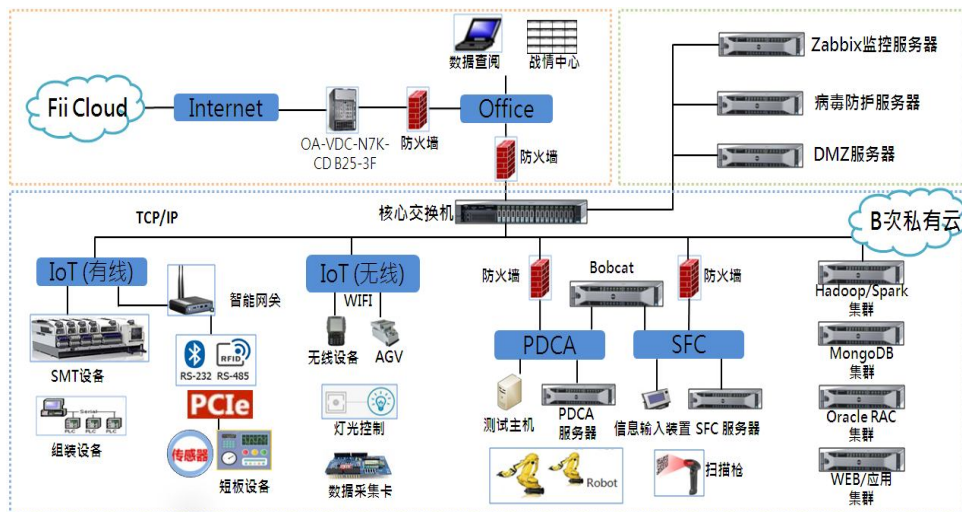 Fii Cloud
Internet
OA-VDC-N7K-
CD B25-3F
防火墙
Office
数据查阅
战情中心
防火墙
Zabbix监控服务器
病毒防护服务器
DMZ服务器
核心交换机
TCP/IP
B次私有云
IoT (有线)
智能网关
SMT设备
RFID
RS-232
RS-485
PCIe
Serial
PLC
PLC
PLC
组装设备
传感器
短板设备
IoT (无线)
WIFI
无线设备
AGV
灯光控制
数据采集卡
防火墙
Bobcat
防火墙
PDCA
SFC
测试主机
PDCA
服务器
信息输入装置
SFC 服务器
Robot
扫描枪
Hadoop/Spark
集群
MongoDB
集群
Oracle RAC
集群
WEB/应用
集群